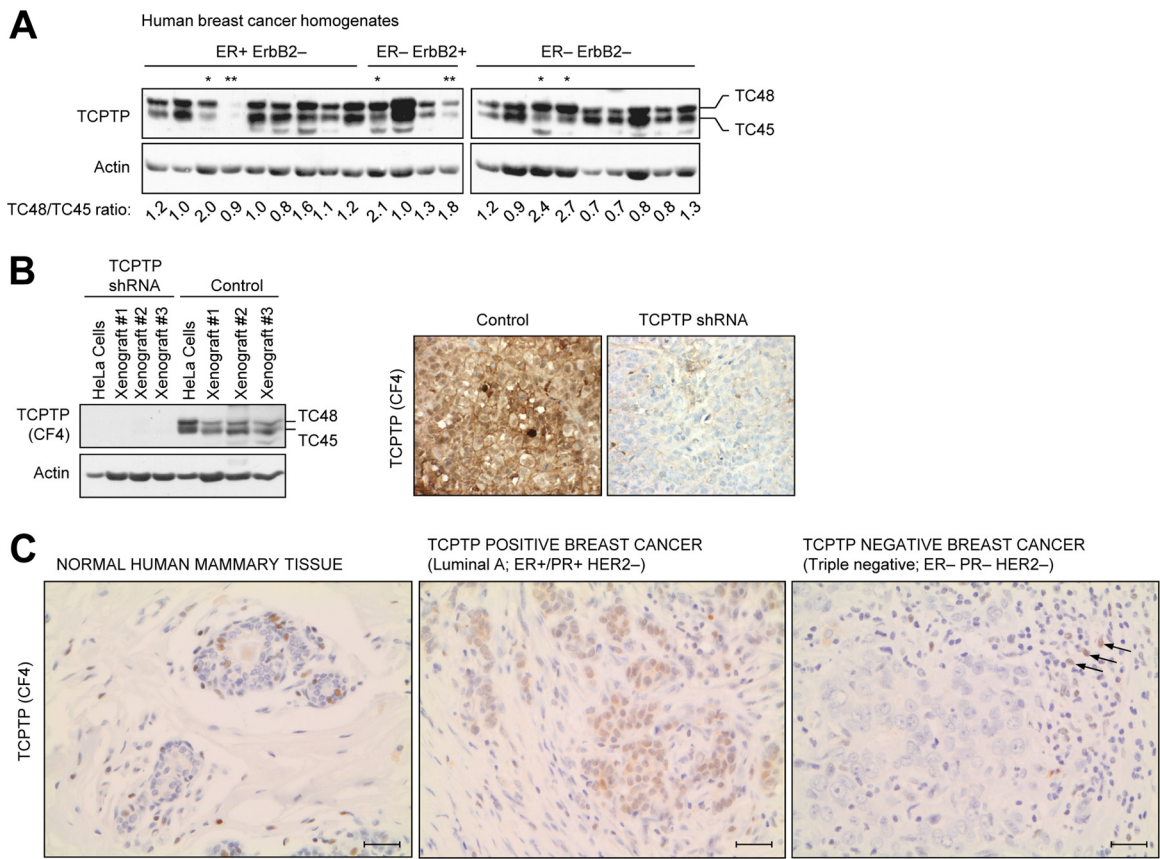 A
Human breast cancer homogenates
ER+ ErbB2– ER– ErbB2+ ER– ErbB2–
* ** * ** * *
TCPTP
TC48
TC45
Actin
TC48/TC45 ratio: 1.2 1.0 2.0 0.9 1.0 0.8 1.6 1.1 1.2 2.1 1.0 1.3 1.8 1.2 0.9 2.4 2.7 0.7 0.7 0.8 0.8 1.3
B
TCPTP
shRNA
Control
HeLa Cells
Xenograft #1
Xenograft #2
Xenograft #3
HeLa Cells
Xenograft #1
Xenograft #2
Xenograft #3
TCPTP
(CF4)
TC48
TC45
Actin
Control
TCPTP shRNA
TCPTP (CF4)
C
NORMAL HUMAN MAMMARY TISSUE
TCPTP POSITIVE BREAST CANCER
(Luminal A; ER+/PR+ HER2–)
TCPTP NEGATIVE BREAST CANCER
(Triple negative; ER– PR– HER2–)
TCPTP (CF4)